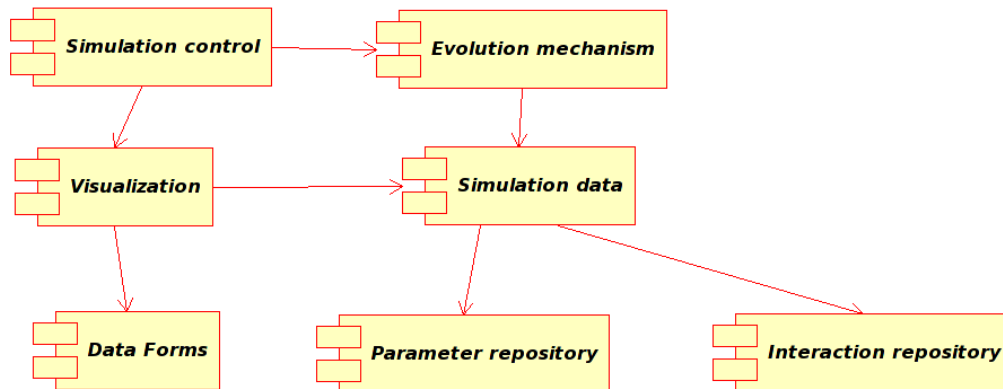 Simulation control
Evolution mechanism
Visualization
Simulation data
Data Forms
Parameter repository
Interaction repository